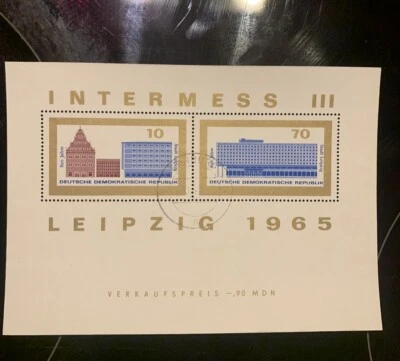 INTERMESS III
10
70
DEUTSCHE DEMOKRATISCHE REPUBLIK
DEUTSCHE DEMOKRATISCHE REPUBLIK
LEIPZIG 1965
VERKAUFSPREIS –,90 MDN